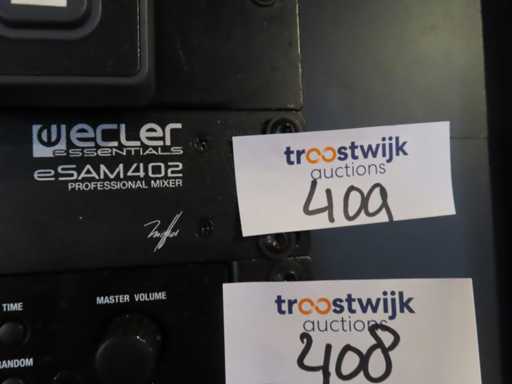 ecler
essentials
eSAM402
PROFESSIONAL MIXER
troostwijk
auctions
409
TIME
MASTER VOLUME
RANDOM
troostwijk
auctions
408